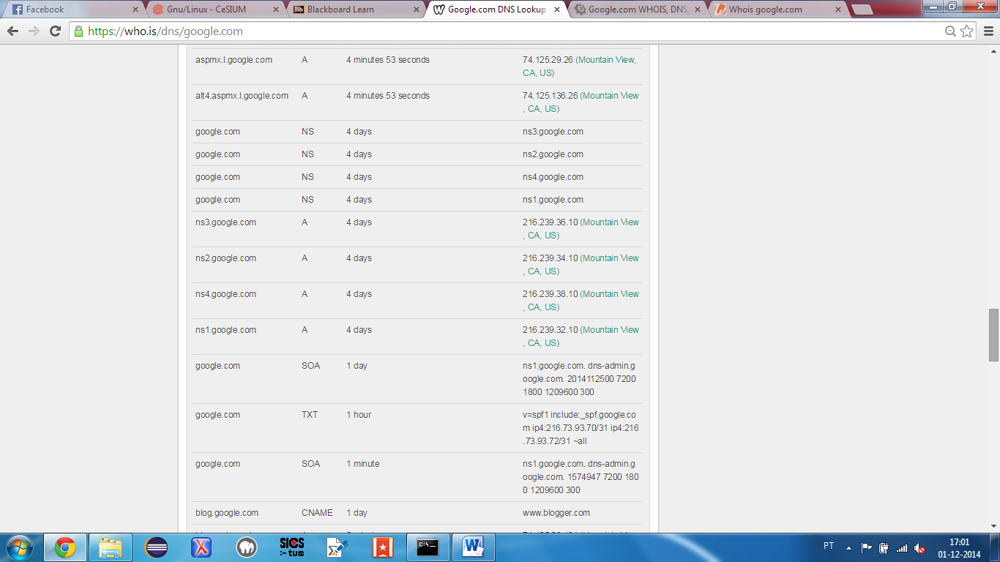 Facebook
Gnu/Linux - CeSIUM
Blackboard Learn
Google.com DNS Lookup
Google.com WHOIS, DNS,
Whois google.com
https://who.is/dns/google.com
aspmx.l.google.com A 4 minutes 53 seconds 74.125.29.26 (Mountain View,
CA, US)
alt4.aspmx.l.google.com A 4 minutes 53 seconds 74.125.136.26 (Mountain View
, CA, US)
google.com NS 4 days ns3.google.com
google.com NS 4 days ns2.google.com
google.com NS 4 days ns4.google.com
google.com NS 4 days ns1.google.com
ns3.google.com A 4 days 216.239.36.10 (Mountain View
, CA, US)
ns2.google.com A 4 days 216.239.34.10 (Mountain View
, CA, US)
ns4.google.com A 4 days 216.239.38.10 (Mountain View
, CA, US)
ns1.google.com A 4 days 216.239.32.10 (Mountain View
, CA, US)
google.com SOA 1 day ns1.google.com. dns-admin.g
oogle.com. 2014112500 7200
1800 1209600 300
google.com TXT 1 hour v=spf1 include:_spf.google.co
m ip4:216.73.93.70/31 ip4:216
.73.93.72/31 ~all
google.com SOA 1 minute ns1.google.com. dns-admin.g
oogle.com. 1574947 7200 180
0 1209600 300
blog.google.com CNAME 1 day www.blogger.com
SICS
:- tus
PT
17:01
01-12-2014